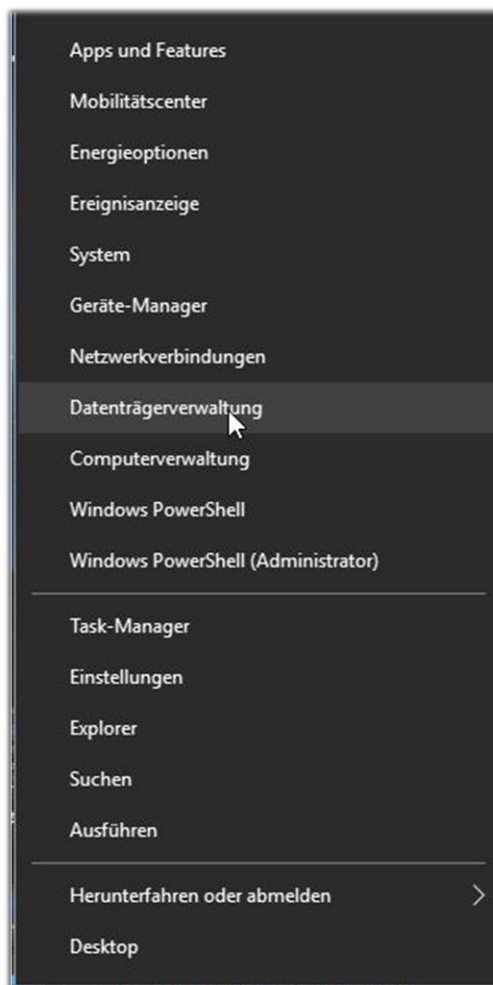 Apps und Features
Mobilitätscenter
Energieoptionen
Ereignisanzeige
System
Geräte-Manager
Netzwerkverbindungen
Datenträgerverwaltung
Computerverwaltung
Windows PowerShell
Windows PowerShell (Administrator)
Task-Manager
Einstellungen
Explorer
Suchen
Ausführen
Herunterfahren oder abmelden
Desktop